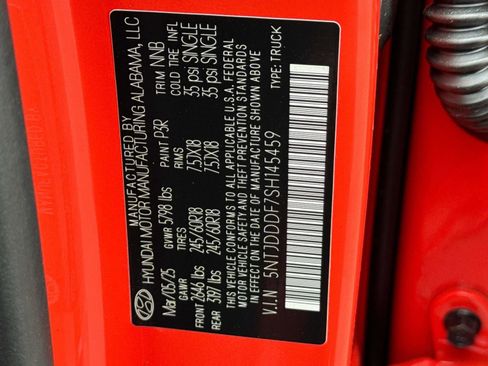 MANUFACTURED BY
HYUNDAI MOTOR MANUFACTURING ALABAMA, LLC
Mar/05/25 PAINT P3R TRIM NNB
GVWR 5798 lbs
GAWR TIRES RIMS COLD TIRE INFL
FRONT 2646 lbs 245/60R18 7.5JX18 35 psi SINGLE
REAR 3197 lbs 245/60R18 7.5JX18 35 psi SINGLE
THIS VEHICLE CONFORMS TO ALL APPLICABLE U.S.A. FEDERAL
MOTOR VEHICLE SAFETY AND THEFT PREVENTION STANDARDS
IN EFFECT ON THE DATE OF MANUFACTURE SHOWN ABOVE
V.I.N. 5NTJDDDF7SH145459 TYPE: TRUCK